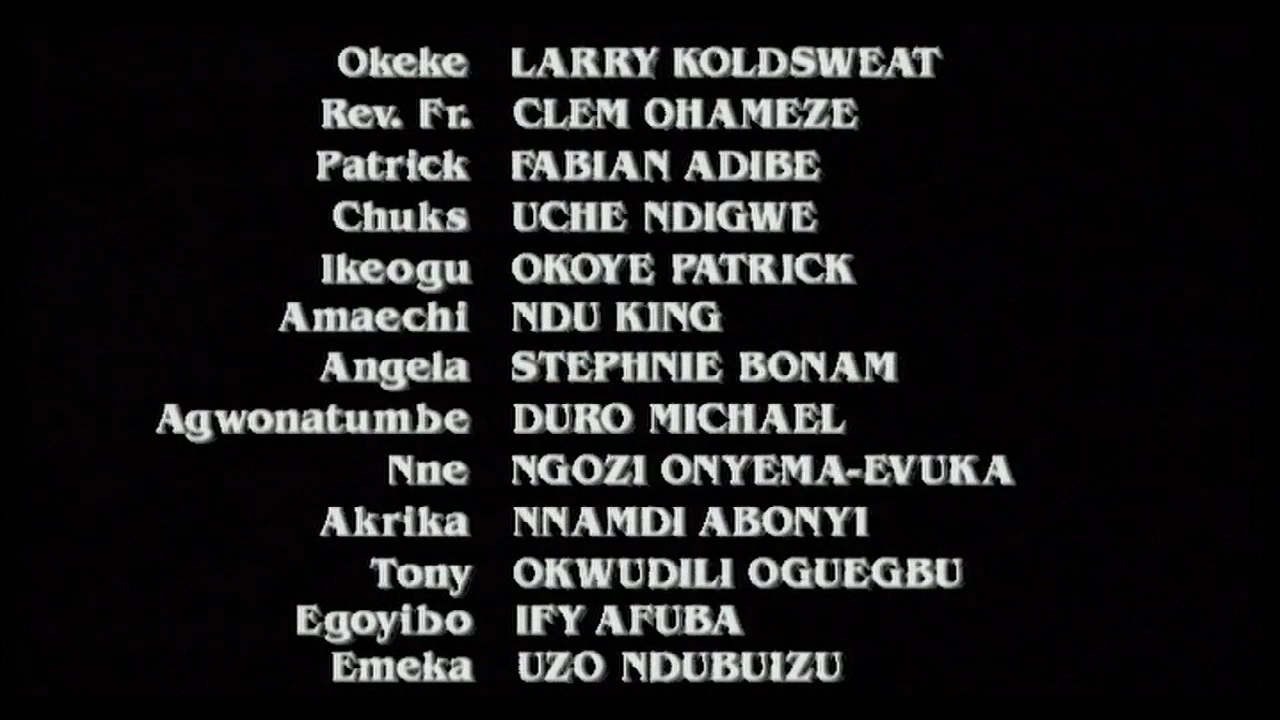 Okeke LARRY KOLDSWEAT
Rev. Fr. CLEM OHAMEZE
Patrick FABIAN ADIBE
Chuks UCHE NDIGWE
Ikeogu OKOYE PATRICK
Amaechi NDU KING
Angela STEPHNIE BONAM
Agwonatumbe DURO MICHAEL
Nne NGOZI ONYEMA-EVUKA
Akrika NNAMDI ABONYI
Tony OKWUDILI OGUEGBU
Egoyibo IFY AFUBA
Emeka UZO NDUBUIZU